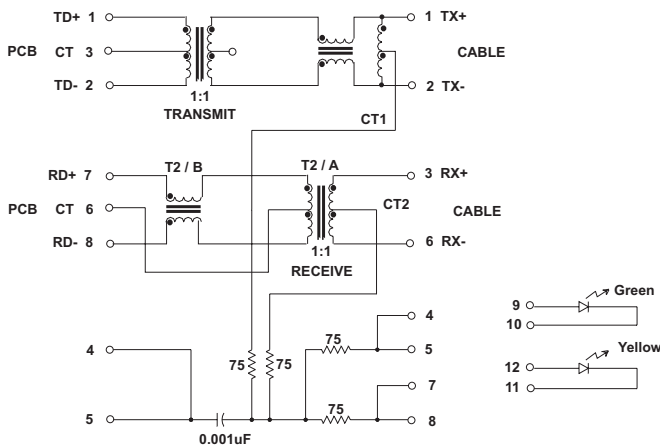 TD+ 1
1 TX+
PCB CT 3
CABLE
TD- 2
2 TX-
1:1
TRANSMIT
CT1
RD+ 7
T2 / B
T2 / A
3 RX+
PCB CT 6
CT2
CABLE
RD- 8
6 RX-
1:1
RECEIVE
9
Green
10
4
4
5
75
75
75
12
Yellow
11
7
5
75
8
0.001uF